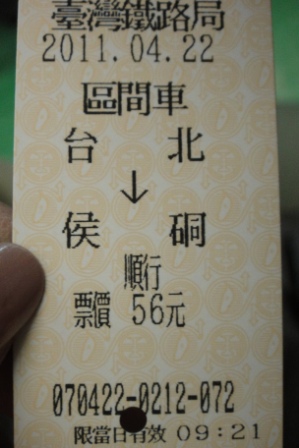 臺灣鐵路局
2011.04.22
區間車
台 北
↓
侯 硐
順行
票價 56元
070422-0212-072
限當日有效 09:21